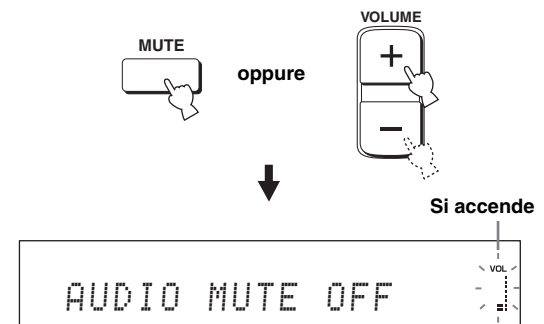 VOLUME
MUTE
oppure
Si accende
VOL
AUDIO MUTE OFF